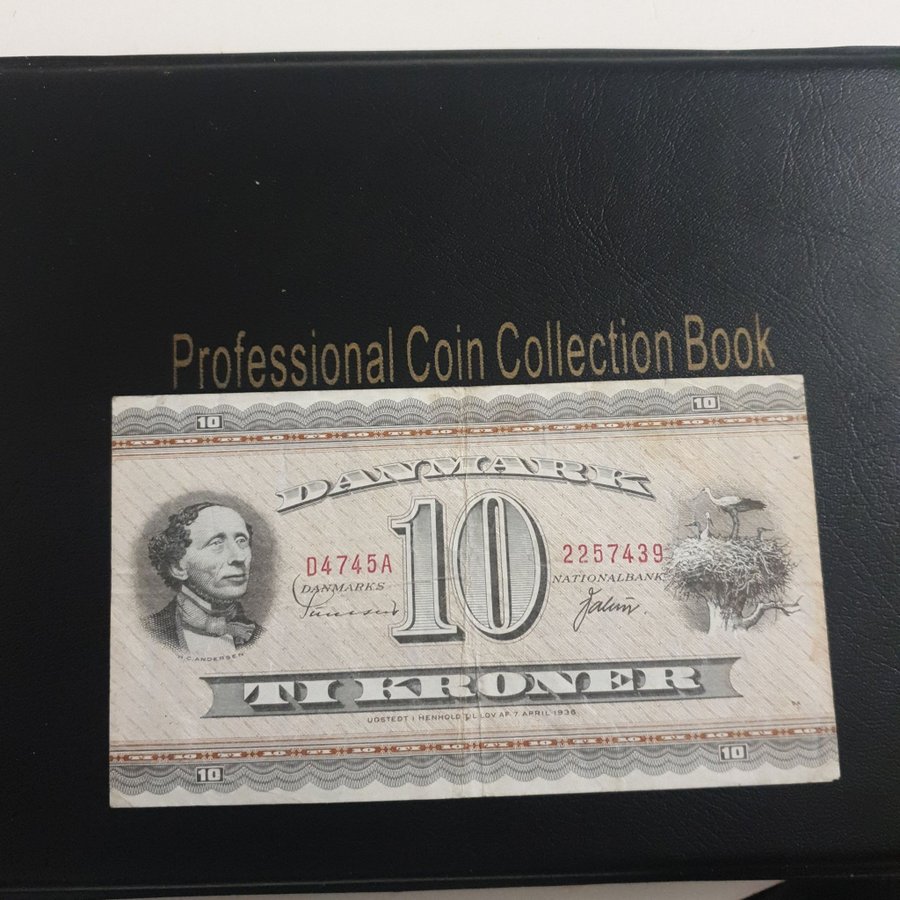 Professional Coin Collection Book
10 10
DANMARK
10
D4745A 2257439
DANMARKS NATIONALBANK
H.C. ANDERSEN
TI KRONER
UDSTEDT I HENHOLD TIL LOV AF 7 APRIL 1936
10 10